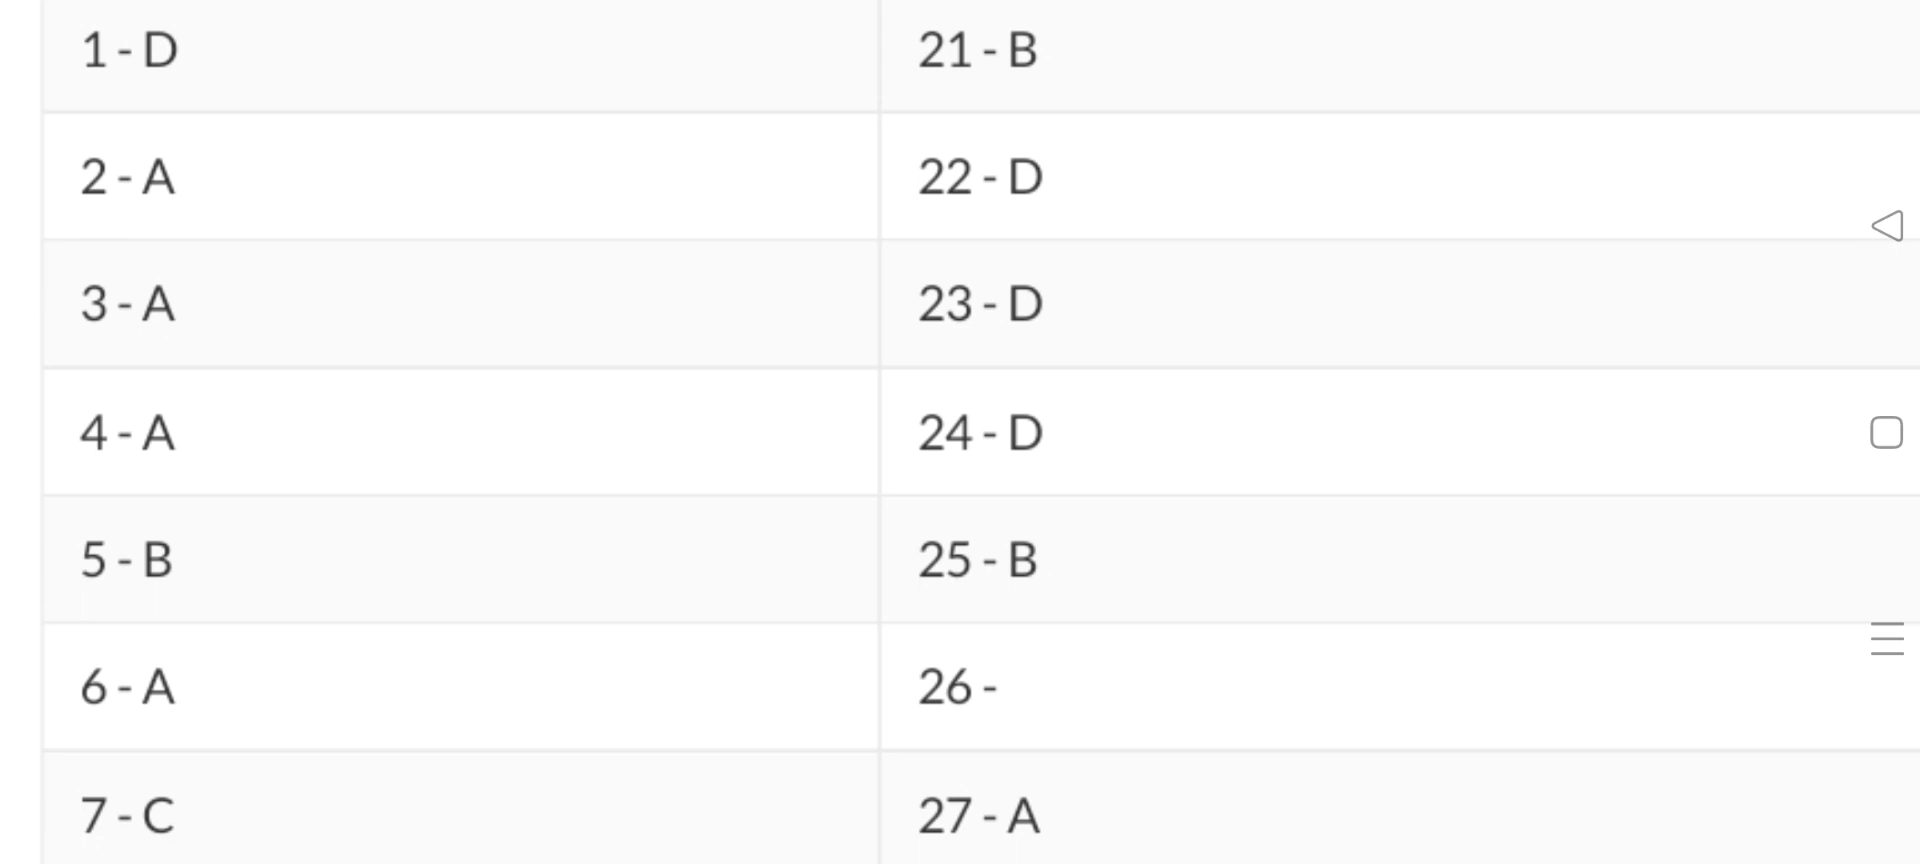 1 - D
21 - B
2 - A
22 - D
3 - A
23 - D
4 - A
24 - D
5 - B
25 - B
6 - A
26 -
7 - C
27 - A